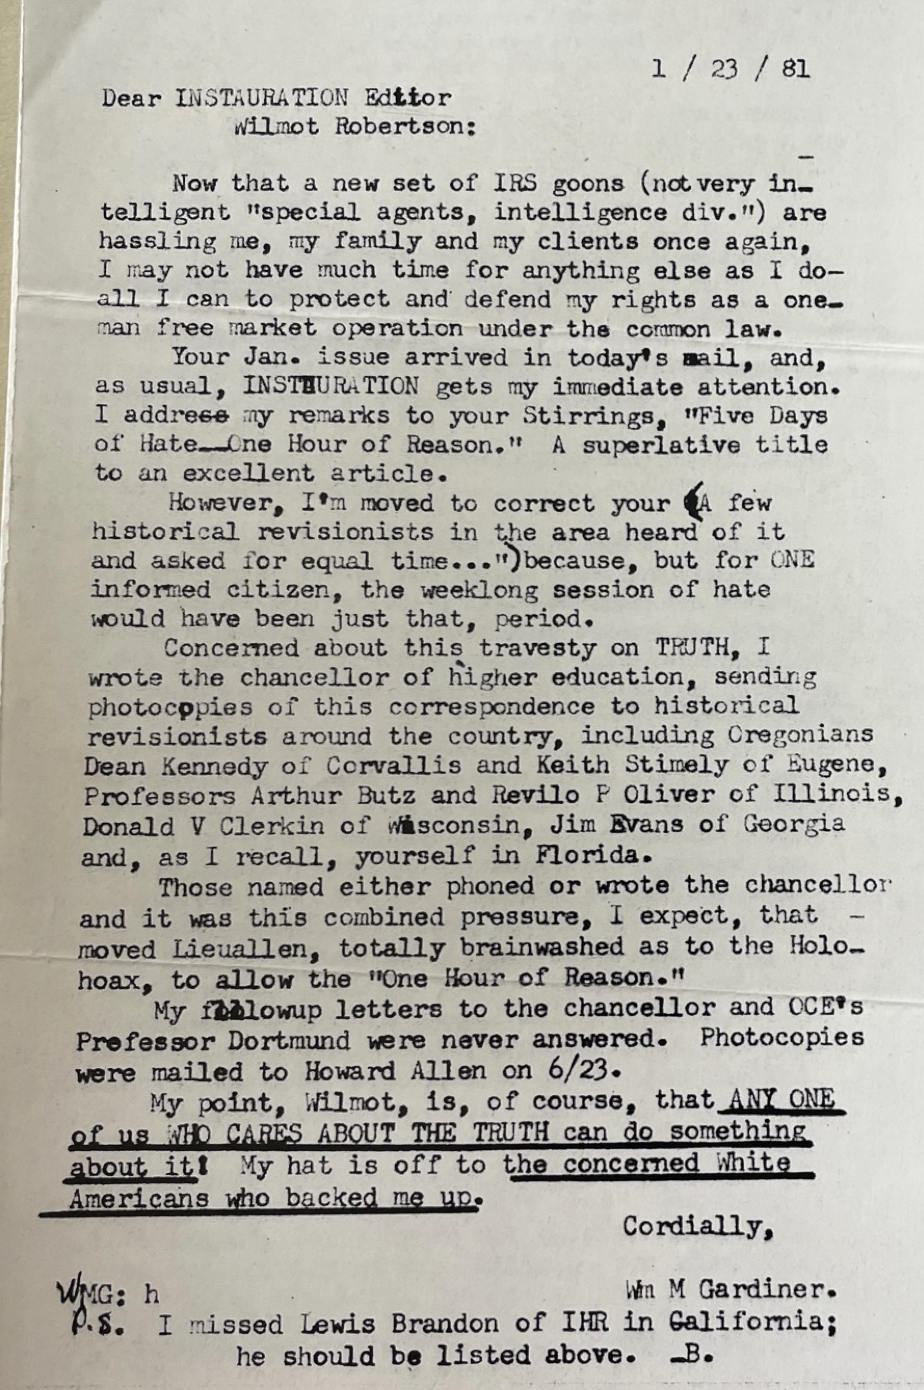 1 / 23 / 81
Dear INSTAURATION Editor
Wilmot Robertson:
Now that a new set of IRS goons (not very in-
telligent "special agents, intelligence div.") are
hassling me, my family and my clients once again,
I may not have much time for anything else as I do-
all I can to protect and defend my rights as a one-
man free market operation under the common law.
Your Jan. issue arrived in today's mail, and,
as usual, INSTAURATION gets my immediate attention.
I address my remarks to your Stirrings, "Five Days
of Hate—One Hour of Reason." A superlative title
to an excellent article.
However, I'm moved to correct your (A few
historical revisionists in the area heard of it
and asked for equal time...") because, but for ONE
informed citizen, the weeklong session of hate
would have been just that, period.
Concerned about this travesty on TRUTH, I
wrote the chancellor of higher education, sending
photocppies of this correspondence to historical
revisionists around the country, including Oregonians
Dean Kennedy of Corvallis and Keith Stimely of Eugene,
Professors Arthur Butz and Revilo P Oliver of Illinois,
Donald V Clerkin of Wisconsin, Jim Evans of Georgia
and, as I recall, yourself in Florida.
Those named either phoned or wrote the chancellor
and it was this combined pressure, I expect, that -
moved Lieuallen, totally brainwashed as to the Holo-
hoax, to allow the "One Hour of Reason."
My followup letters to the chancellor and OCE's
Prefessor Dortmund were never answered. Photocopies
were mailed to Howard Allen on 6/23.
My point, Wilmot, is, of course, that ANY ONE
of us WHO CARES ABOUT THE TRUTH can do something
about it! My hat is off to the concerned White
Americans who backed me up.
Cordially,
WMG: h Wm M Gardiner.
P.S. I missed Lewis Brandon of IHR in California;
he should be listed above. -B.